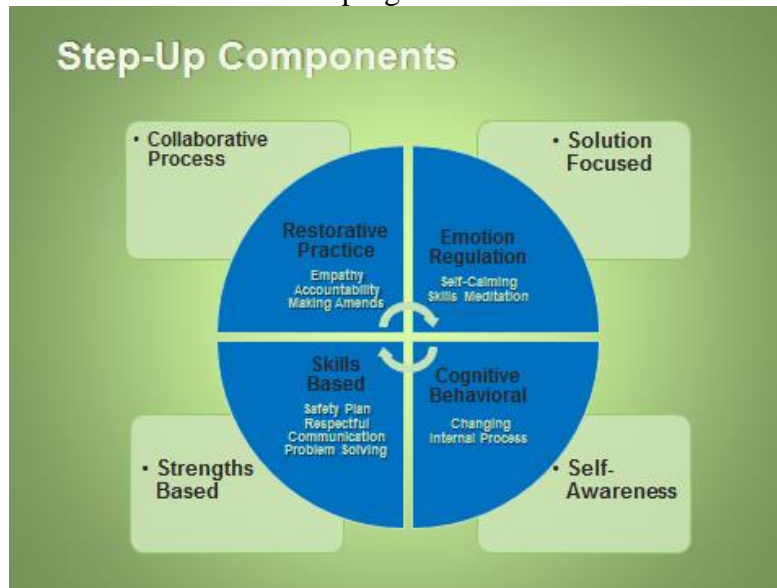 Step-Up Components
• Collaborative
Process
• Solution
Focused
Restorative
Practice
Empathy
Accountability
Making Amends
Emotion
Regulation
Self-Calming
Skills Meditation
Skills
Based
Safety Plan
Respectful
Communication
Problem Solving
Cognitive
Behavioral
Changing
Internal Process
• Strengths
Based
• Self-
Awareness